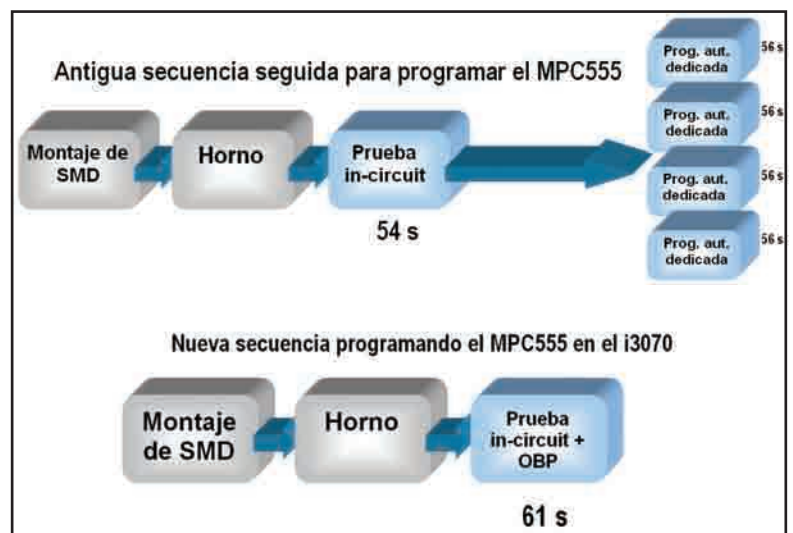 Antigua secuencia seguida para programar el MPC555
Montaje de
SMD
Horno
Prueba
in-circuit
54 s
Prog. aut.
dedicada
56 s
Prog. aut.
dedicada
56 s
Prog. aut.
dedicada
56 s
Prog. aut.
dedicada
56 s
Nueva secuencia programando el MPC555 en el i3070
Montaje
de SMD
Horno
Prueba
in-circuit +
OBP
61 s